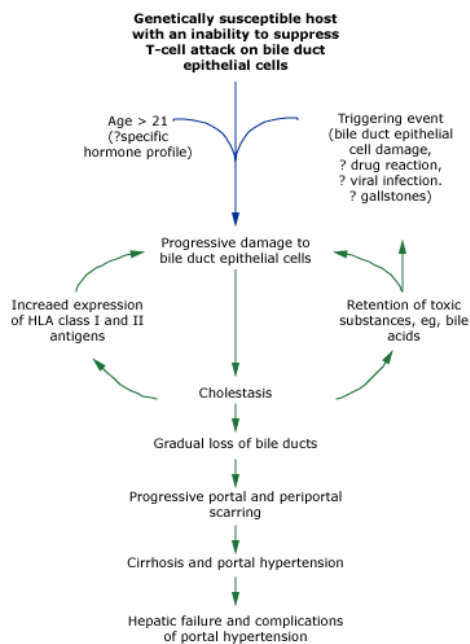 Genetically susceptible host
with an inability to suppress
T-cell attack on bile duct
epithelial cells
Age > 21
(?specific
hormone profile)
Triggering event
(bile duct epithelial
cell damage,
? drug reaction,
? viral infection.
? gallstones)
Progressive damage to
bile duct epithelial cells
Increaed expression
of HLA class I and II
antigens
Retention of toxic
substances, eg, bile
acids
Cholestasis
Gradual loss of bile ducts
Progressive portal and periportal
scarring
Cirrhosis and portal hypertension
Hepatic failure and complications
of portal hypertension